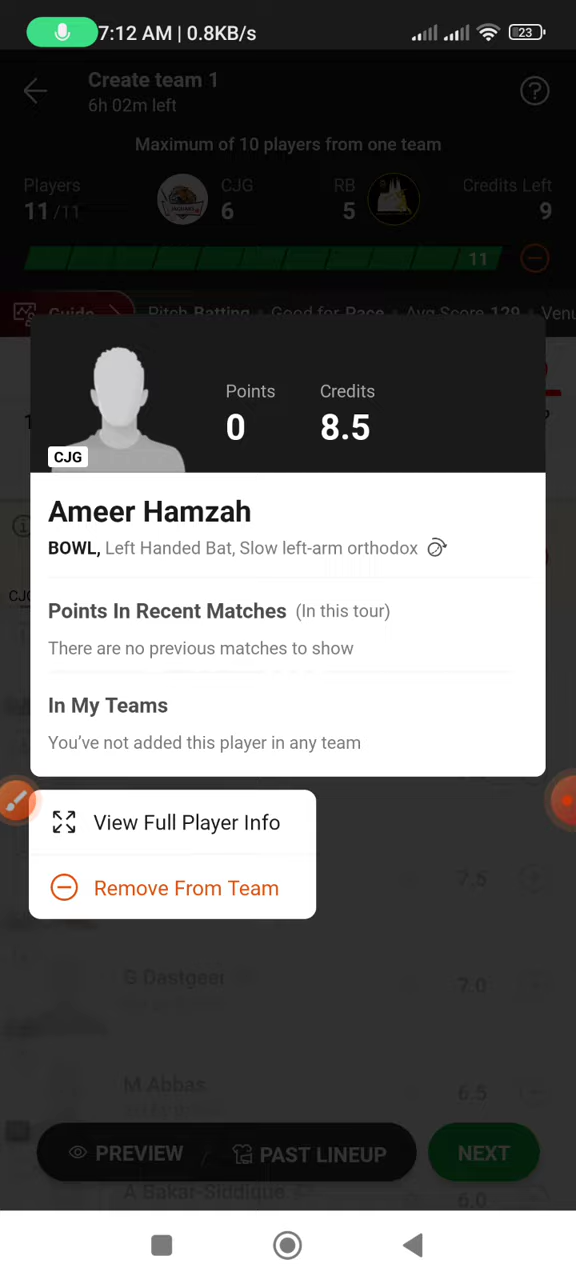 7:12 AM | 0.8KB/s
23
Create team 1
6h 02m left
Maximum of 10 players from one team
Players
CJG
RB
Credits Left
11/11
6
5
9
11
Guide
Pitch Batting
Good for Pace
Avg Score 129
Venu
Points
Credits
0
8.5
CJG
Ameer Hamzah
BOWL, Left Handed Bat, Slow left-arm orthodox
Points In Recent Matches (In this tour)
There are no previous matches to show
In My Teams
You've not added this player in any team
View Full Player Info
Remove From Team
7.5
G Dastgeer
7.0
M Abbas
6.5
PREVIEW
PAST LINEUP
NEXT
A Bakar-Siddique
6.0